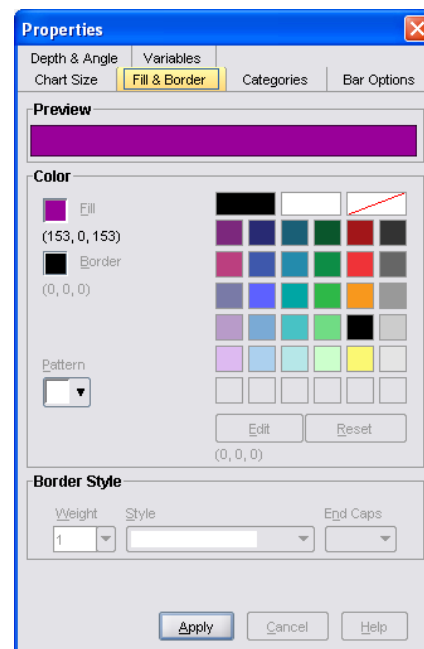 Properties
Depth & Angle Variables
Chart Size Fill & Border Categories Bar Options
Preview
Color
Fill
(153, 0, 153)
Border
(0, 0, 0)
Pattern
Edit Reset
(0, 0, 0)
Border Style
Weight Style End Caps
1
Apply Cancel Help